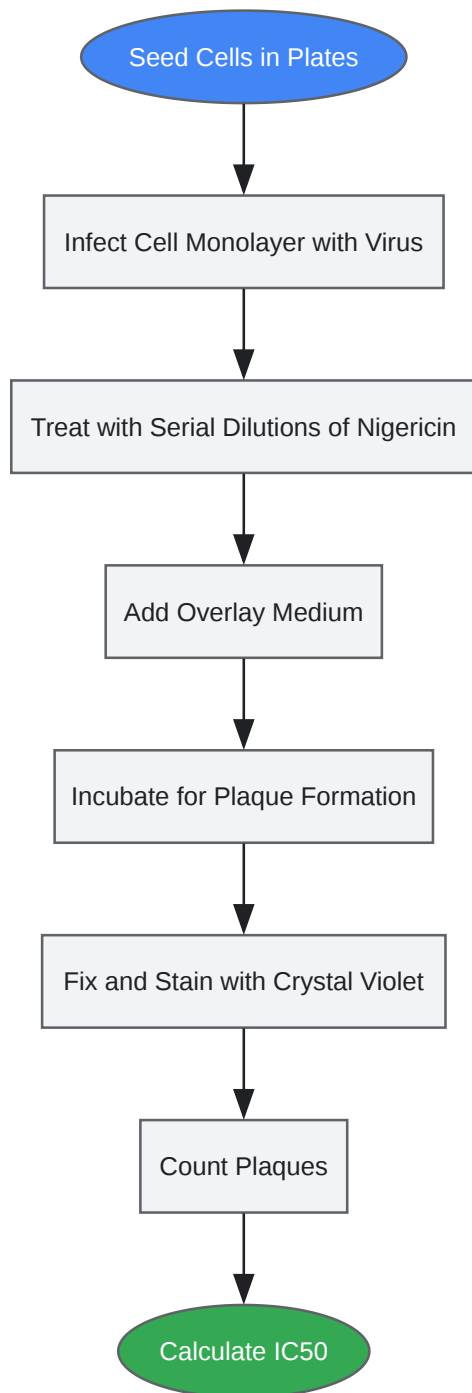 Seed Cells in Plates
Infect Cell Monolayer with Virus
Treat with Serial Dilutions of Nigericin
Add Overlay Medium
Incubate for Plaque Formation
Fix and Stain with Crystal Violet
Count Plaques
Calculate IC50